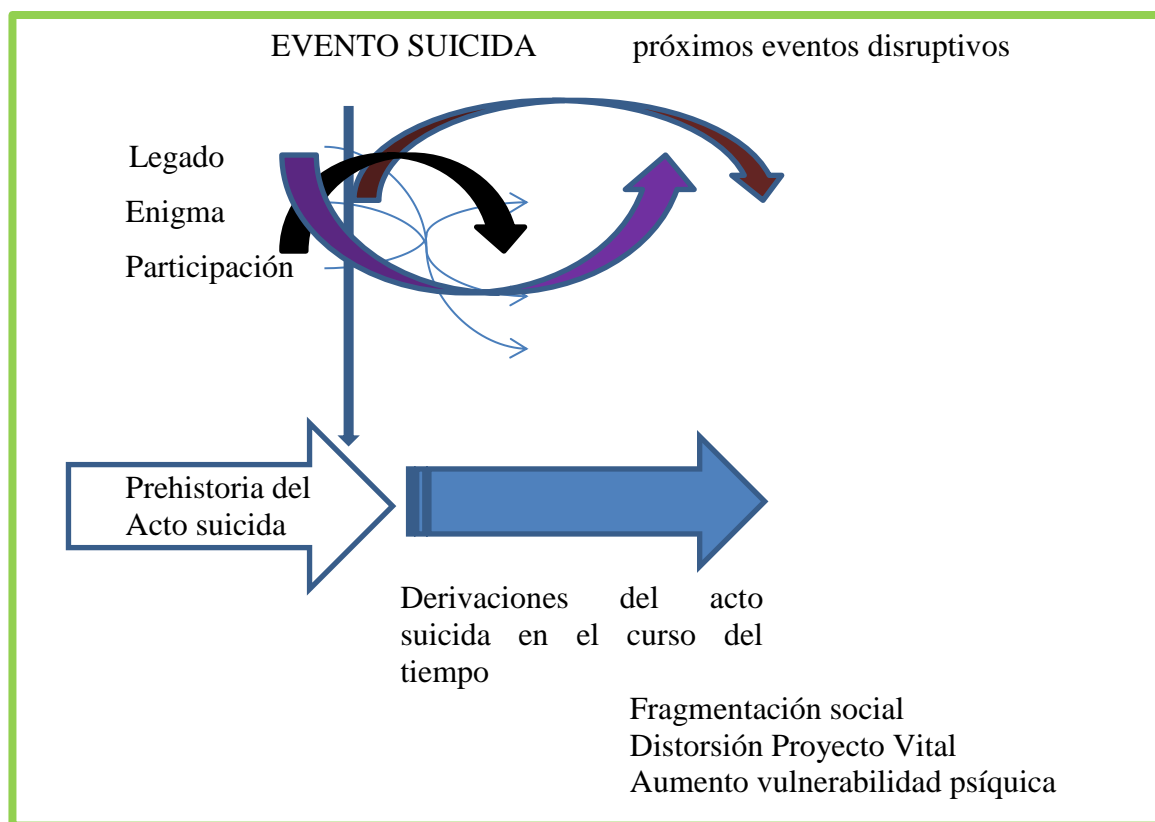 EVENTO SUICIDA próximos eventos disruptivos
Legado
Enigma
Participación
Prehistoria del
Acto suicida
Derivaciones del acto
suicida en el curso del
tiempo
Fragmentación social
Distorsión Proyecto Vital
Aumento vulnerabilidad psíquica